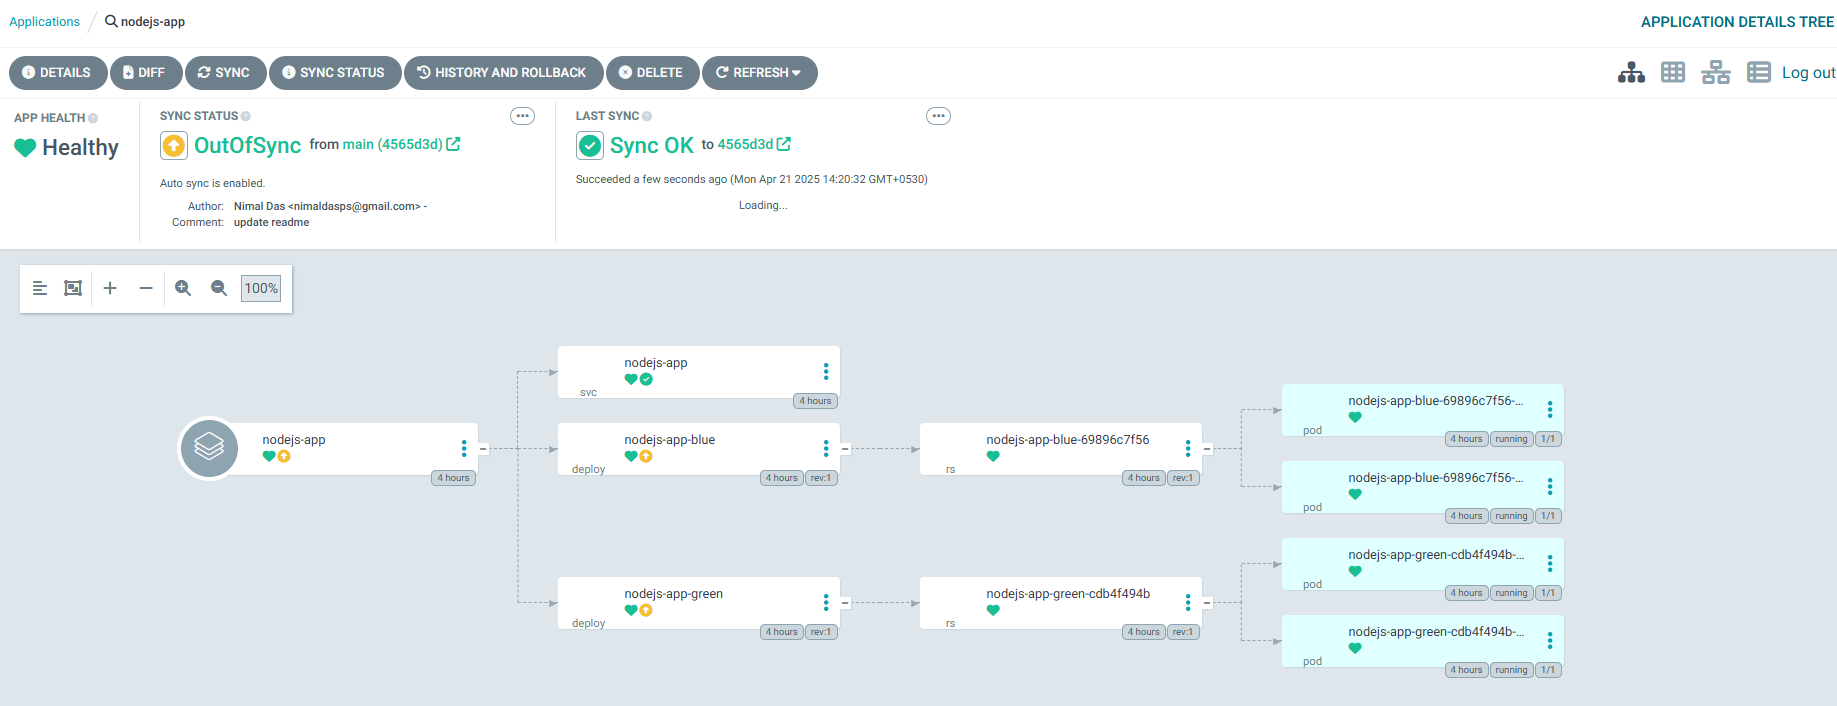 Applications / nodejs-app
APPLICATION DETAILS TREE
DETAILS DIFF SYNC SYNC STATUS HISTORY AND ROLLBACK DELETE REFRESH
Log out
APP HEALTH
Healthy
SYNC STATUS
OutOfSync from main (4565d3d)
Auto sync is enabled.
Author: Nimal Das <nimaldasps@gmail.com> -
Comment: update readme
LAST SYNC
Sync OK to 4565d3d
Succeeded a few seconds ago (Mon Apr 21 2025 14:20:32 GMT+0530)
Loading...
100%
nodejs-app
4 hours
nodejs-app
svc
4 hours
nodejs-app-blue
deploy
4 hours rev:1
nodejs-app-green
deploy
4 hours rev:1
nodejs-app-blue-69896c7f56
rs
4 hours rev:1
nodejs-app-green-cdb4f494b
rs
4 hours rev:1
nodejs-app-blue-69896c7f56-...
pod
4 hours running 1/1
nodejs-app-blue-69896c7f56-...
pod
4 hours running 1/1
nodejs-app-green-cdb4f494b-...
pod
4 hours running 1/1
nodejs-app-green-cdb4f494b-...
pod
4 hours running 1/1